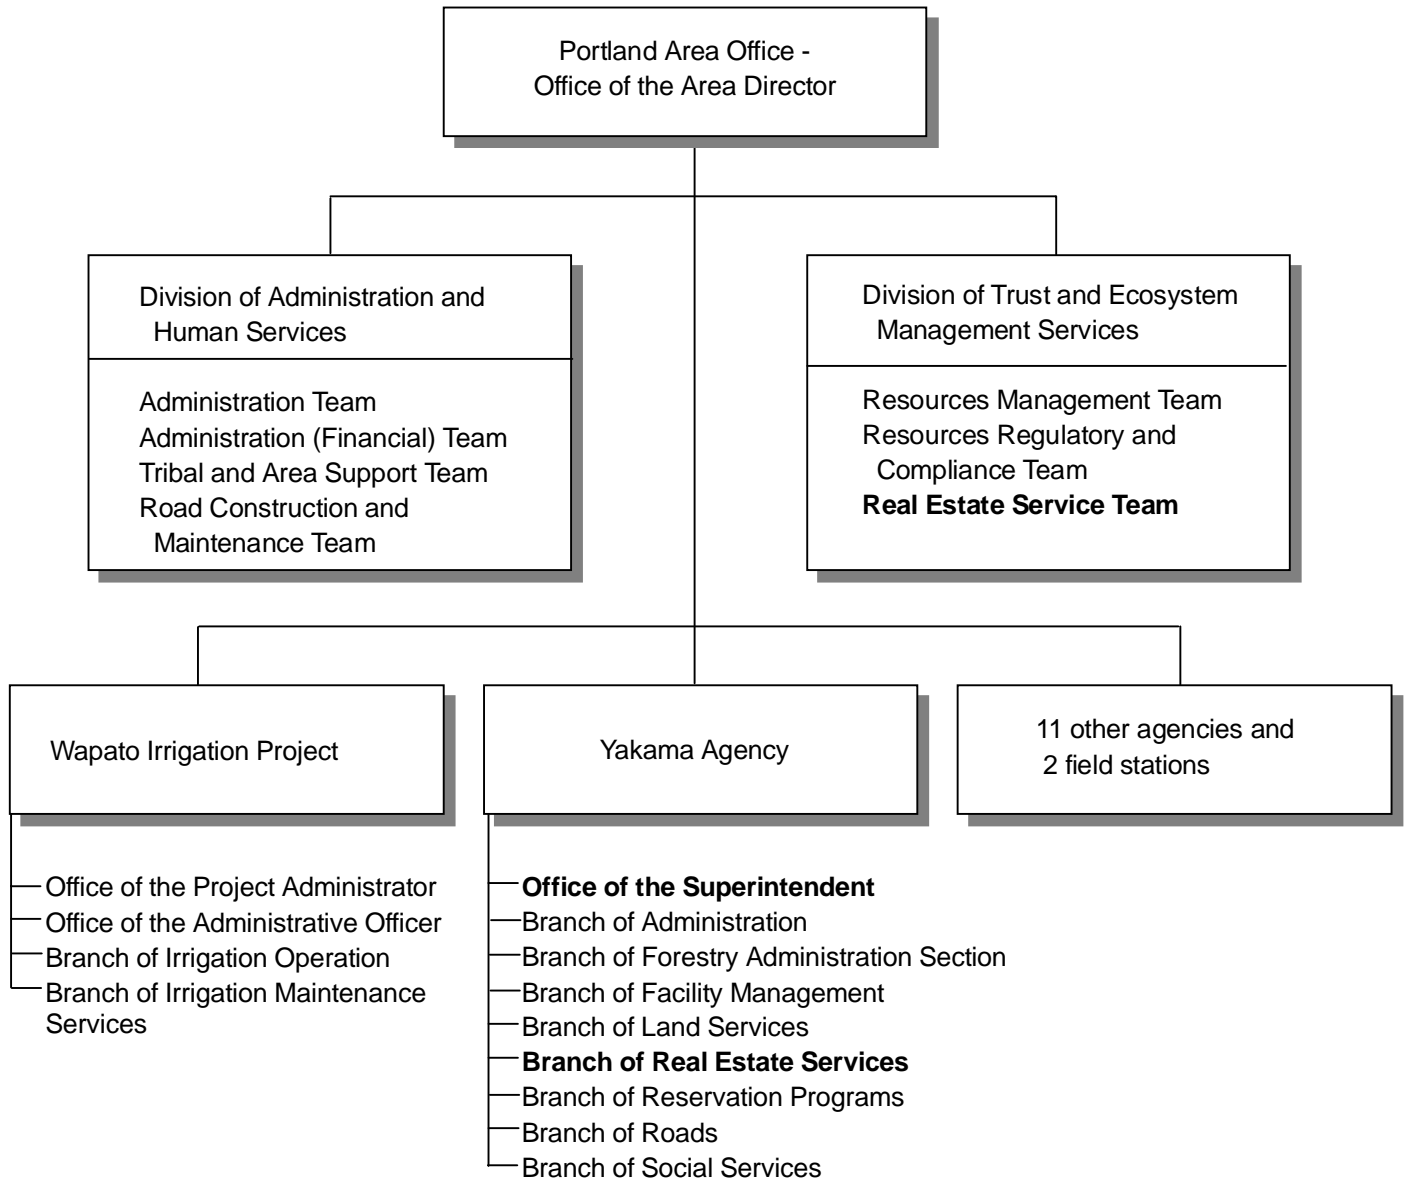 Portland Area Office -
Office of the Area Director
Division of Administration and
Human Services
Administration Team
Administration (Financial) Team
Tribal and Area Support Team
Road Construction and
Maintenance Team
Division of Trust and Ecosystem
Management Services
Resources Management Team
Resources Regulatory and
Compliance Team
Real Estate Service Team
Wapato Irrigation Project
Office of the Project Administrator
Office of the Administrative Officer
Branch of Irrigation Operation
Branch of Irrigation Maintenance
Services
Yakama Agency
Office of the Superintendent
Branch of Administration
Branch of Forestry Administration Section
Branch of Facility Management
Branch of Land Services
Branch of Real Estate Services
Branch of Reservation Programs
Branch of Roads
Branch of Social Services
11 other agencies and
2 field stations